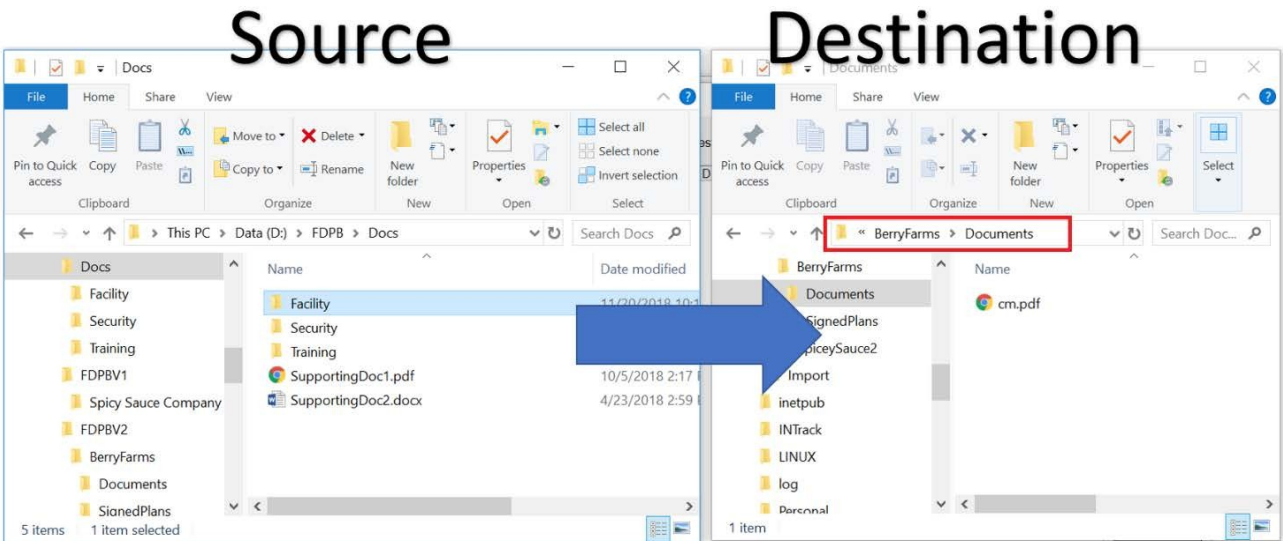 Source
Docs
File Home Share View
Pin to Quick access
Copy
Paste
Move to
Copy to
Delete
Rename
New folder
Properties
Select all
Select none
Invert selection
Clipboard Organize New Open Select
This PC > Data (D:) > FDPB > Docs
Search Docs
Docs
Facility
Security
Training
FDPBV1
Spicy Sauce Company
FDPBV2
BerryFarms
Documents
SignedPlans
Name Date modified
Facility 11/20/2018
Security
Training
SupportingDoc1.pdf 10/5/2018 2:17
SupportingDoc2.docx 4/23/2018 2:59
5 items 1 item selected
Destination
Documents
File Home Share View
Pin to Quick access
Copy
Paste
New folder
Properties
Select
Clipboard Organize New Open
« BerryFarms > Documents
Search Doc...
BerryFarms
Documents
SignedPlans
piceySauce2
Import
inetpub
INTrack
LINUX
log
Personal
Name
cm.pdf
1 item